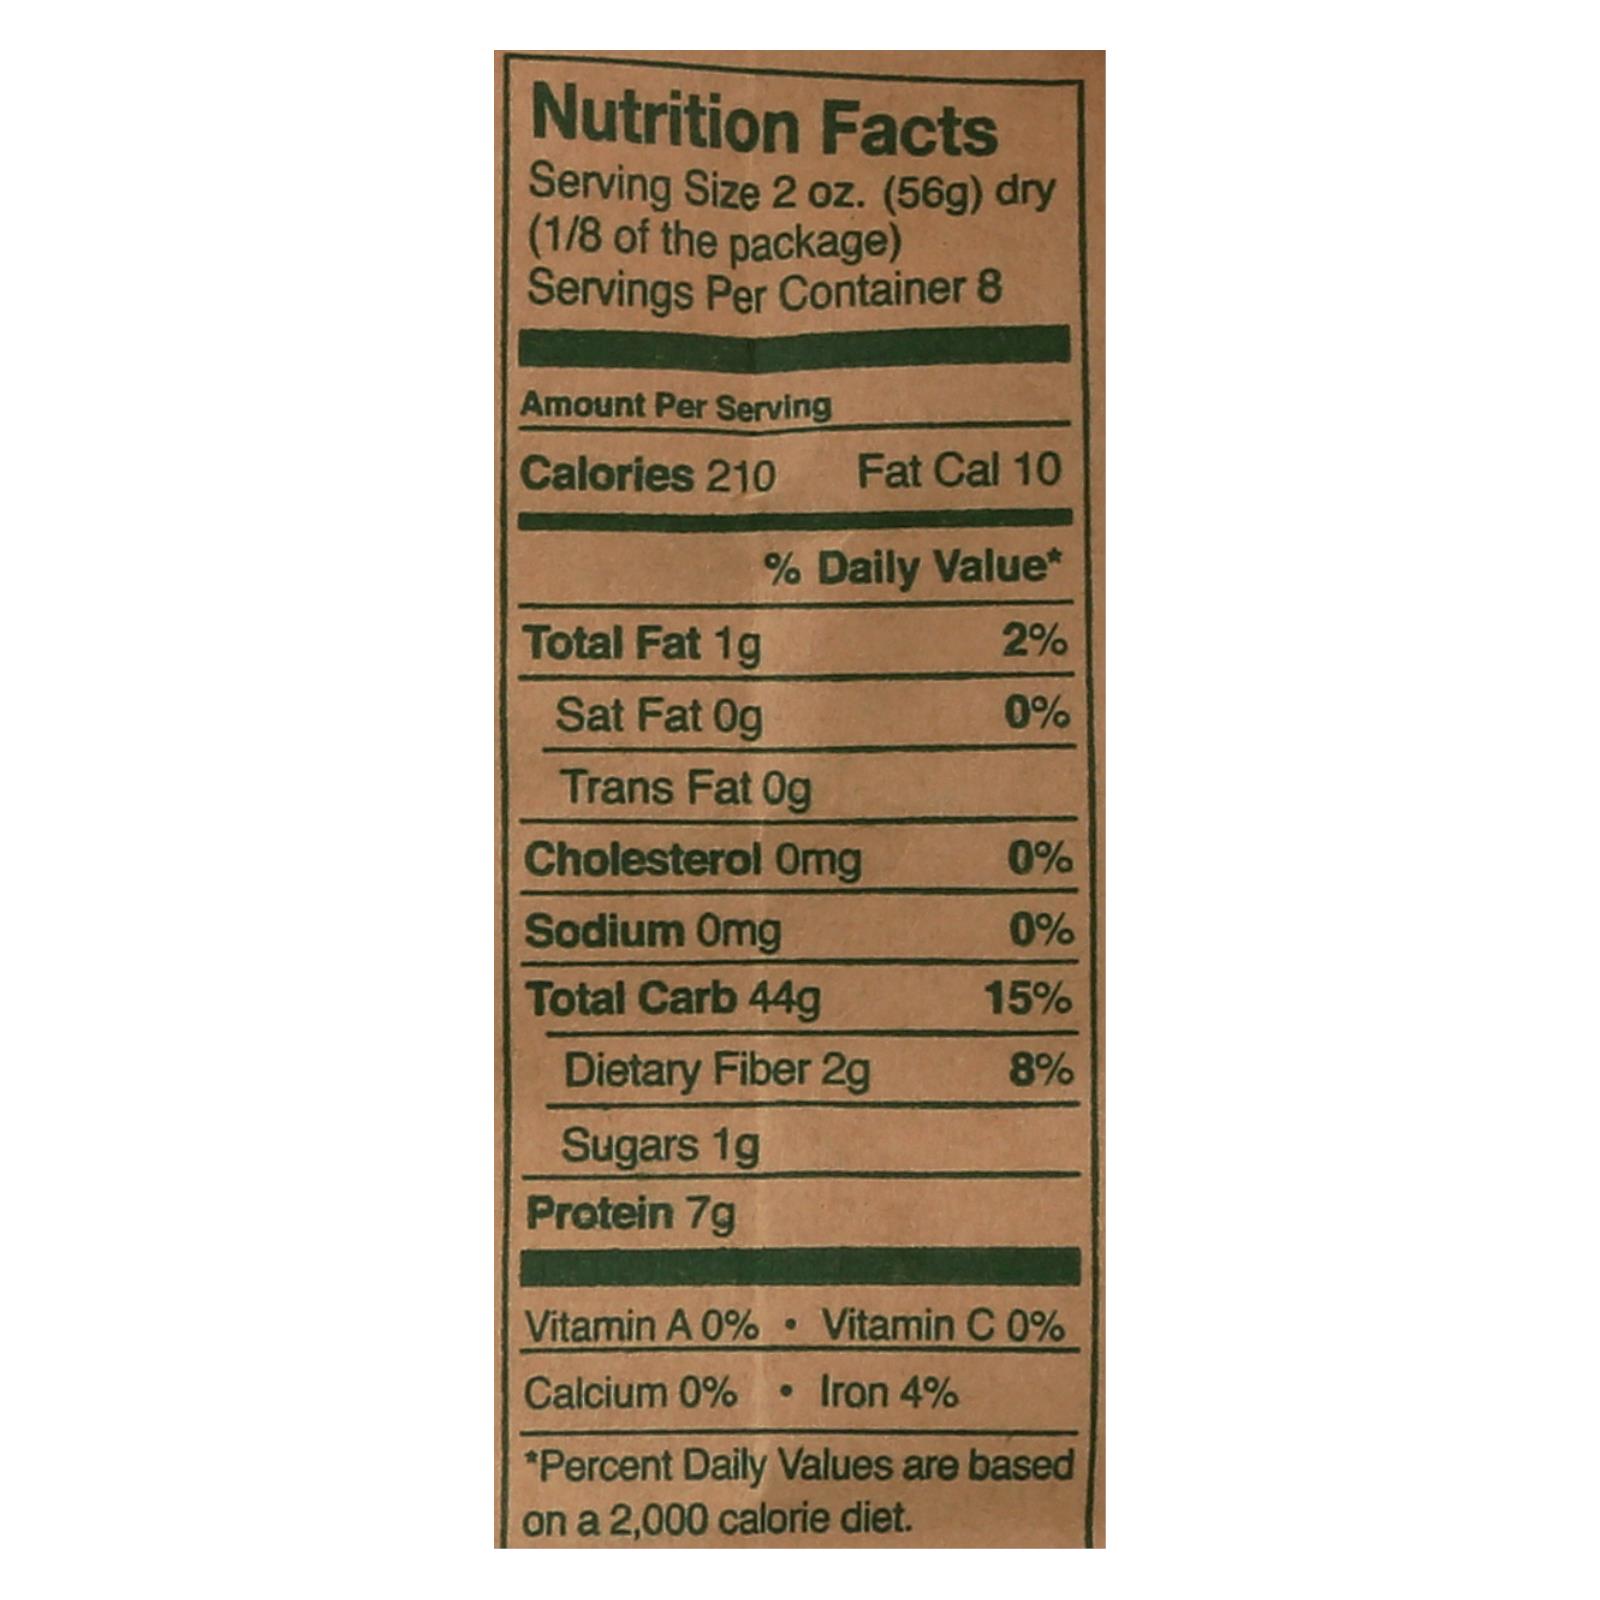 Nutrition Facts
Serving Size 2 oz. (56g) dry
(1/8 of the package)
Servings Per Container 8
Amount Per Serving
Calories 210 Fat Cal 10
% Daily Value*
Total Fat 1g 2%
Sat Fat 0g 0%
Trans Fat 0g
Cholesterol 0mg 0%
Sodium 0mg 0%
Total Carb 44g 15%
Dietary Fiber 2g 8%
Sugars 1g
Protein 7g
Vitamin A 0% • Vitamin C 0%
Calcium 0% • Iron 4%
*Percent Daily Values are based
on a 2,000 calorie diet.